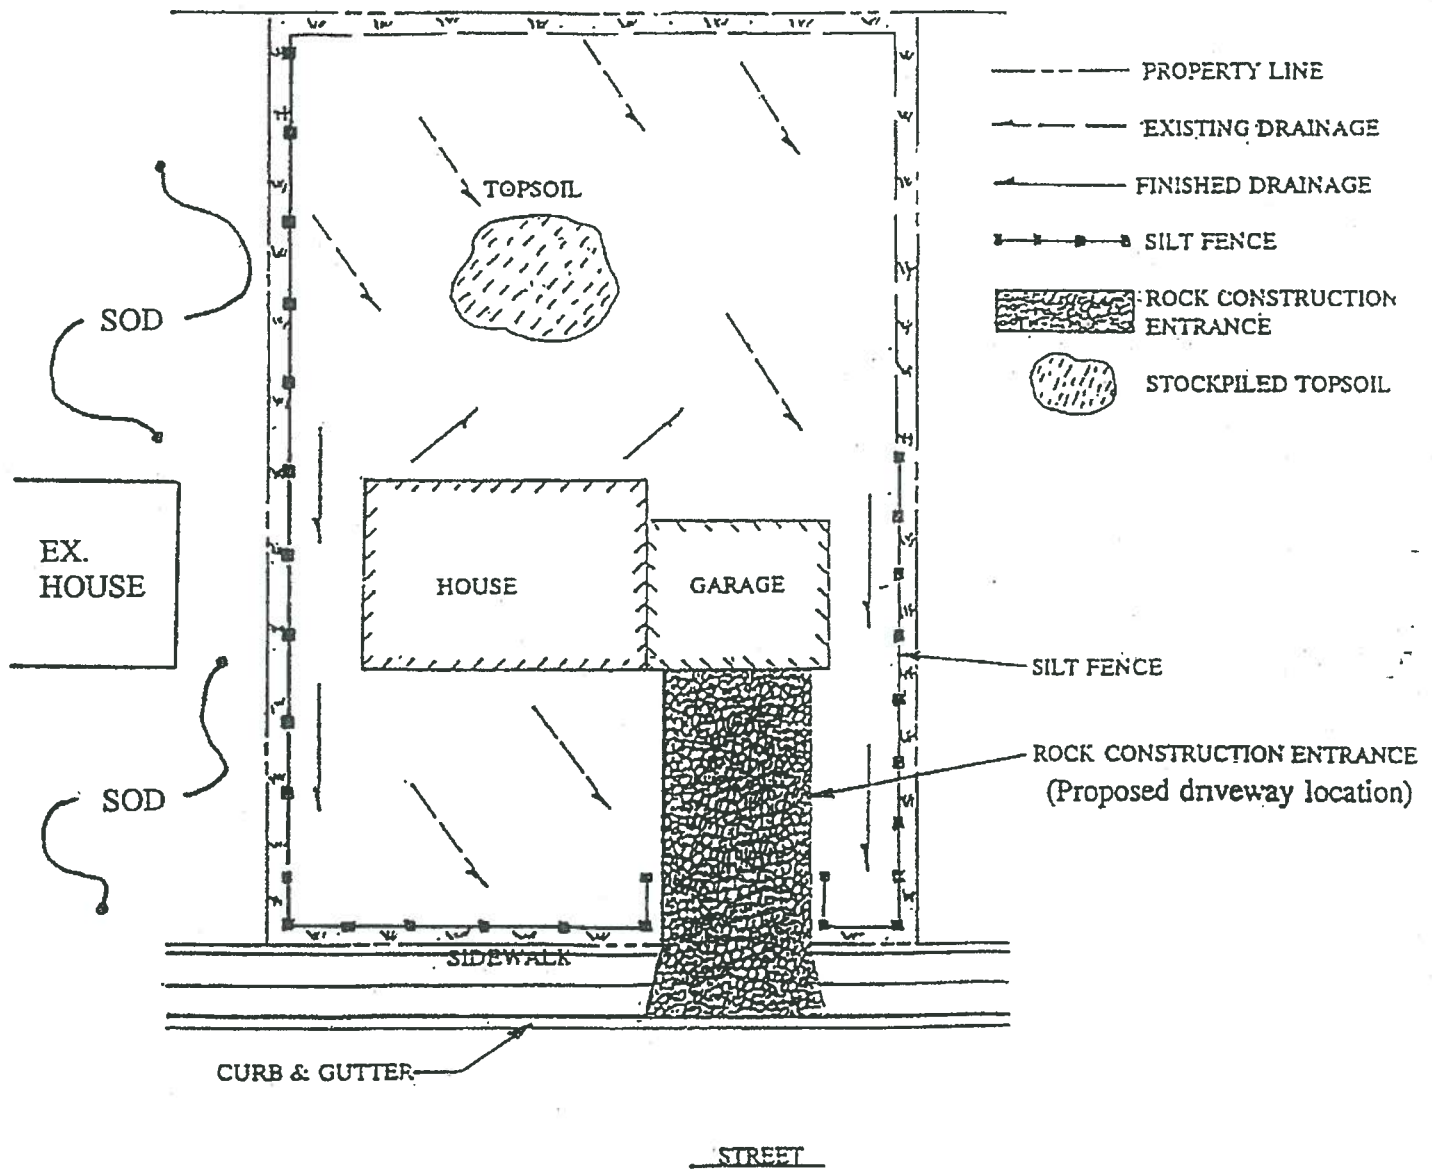 PROPERTY LINE
EXISTING DRAINAGE
FINISHED DRAINAGE
SILT FENCE
ROCK CONSTRUCTION
ENTRANCE
STOCKPILED TOPSOIL
TOPSOIL
SOD
EX.
HOUSE
HOUSE
GARAGE
SILT FENCE
ROCK CONSTRUCTION ENTRANCE
(Proposed driveway location)
SOD
SIDEWALK
CURB & GUTTER
STREET